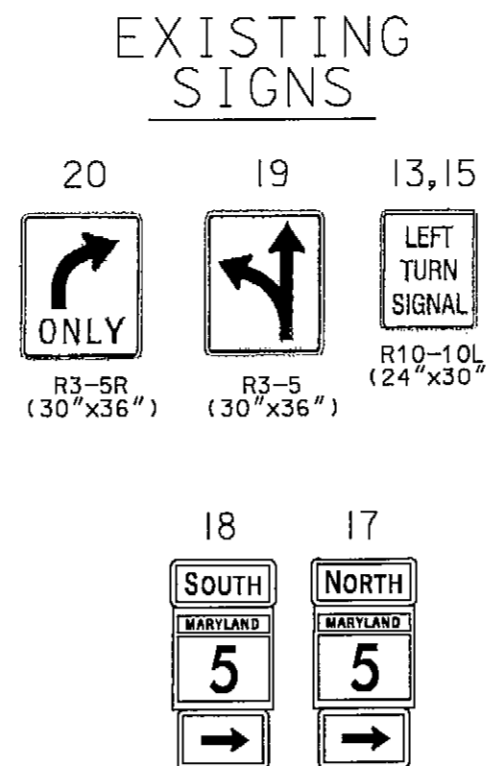 EXISTING
SIGNS
20 19 13,15
ONLY
LEFT
TURN
SIGNAL
R3-5R
(30"x36")
R3-5
(30"x36")
R10-10L
(24"x30"
18 17
SOUTH NORTH
MARYLAND MARYLAND
5 5